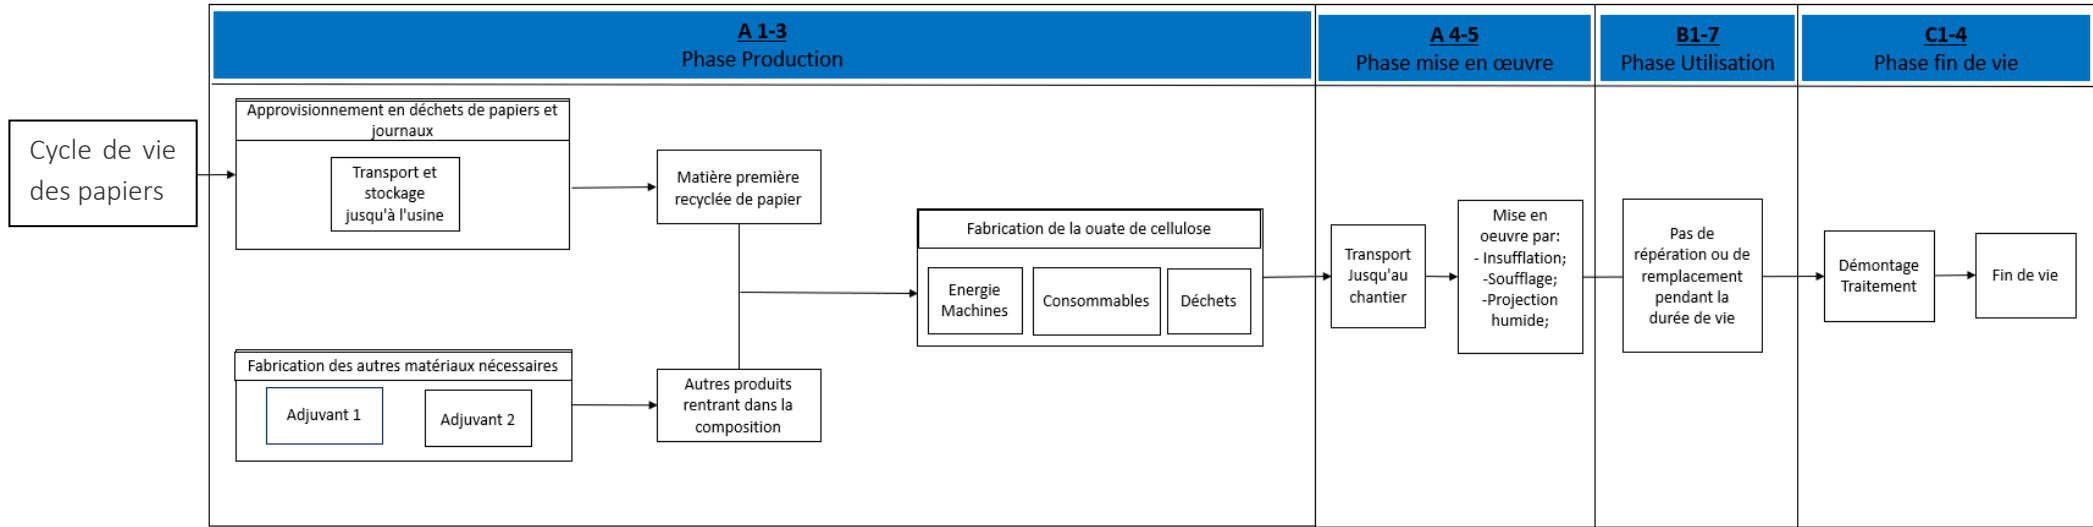 A 1-3
Phase Production
A 4-5
Phase mise en œuvre
B1-7
Phase Utilisation
C1-4
Phase fin de vie
Cycle de vie
des papiers
Approvisionnement en déchets de papiers et
journaux
Transport et
stockage
jusqu'à l'usine
Matière première
recyclée de papier
Fabrication de la ouate de cellulose
Energie
Machines
Consommables
Déchets
Fabrication des autres matériaux nécessaires
Adjuvant 1
Adjuvant 2
Autres produits
rentrant dans la
composition
Transport
Jusqu'au
chantier
Mise en
oeuvre par:
- Insufflation;
-Soufflage;
-Projection
humide;
Pas de
répération ou de
remplacement
pendant la
durée de vie
Démontage
Traitement
Fin de vie